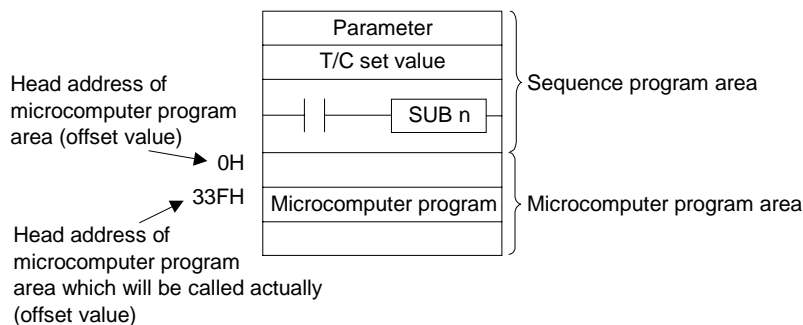 Parameter
T/C set value
Sequence program area
Head address of
microcomputer program
area (offset value)
SUB n
0H
33FH
Microcomputer program
Microcomputer program area
Head address of
microcomputer program
area which will be called actually
(offset value)